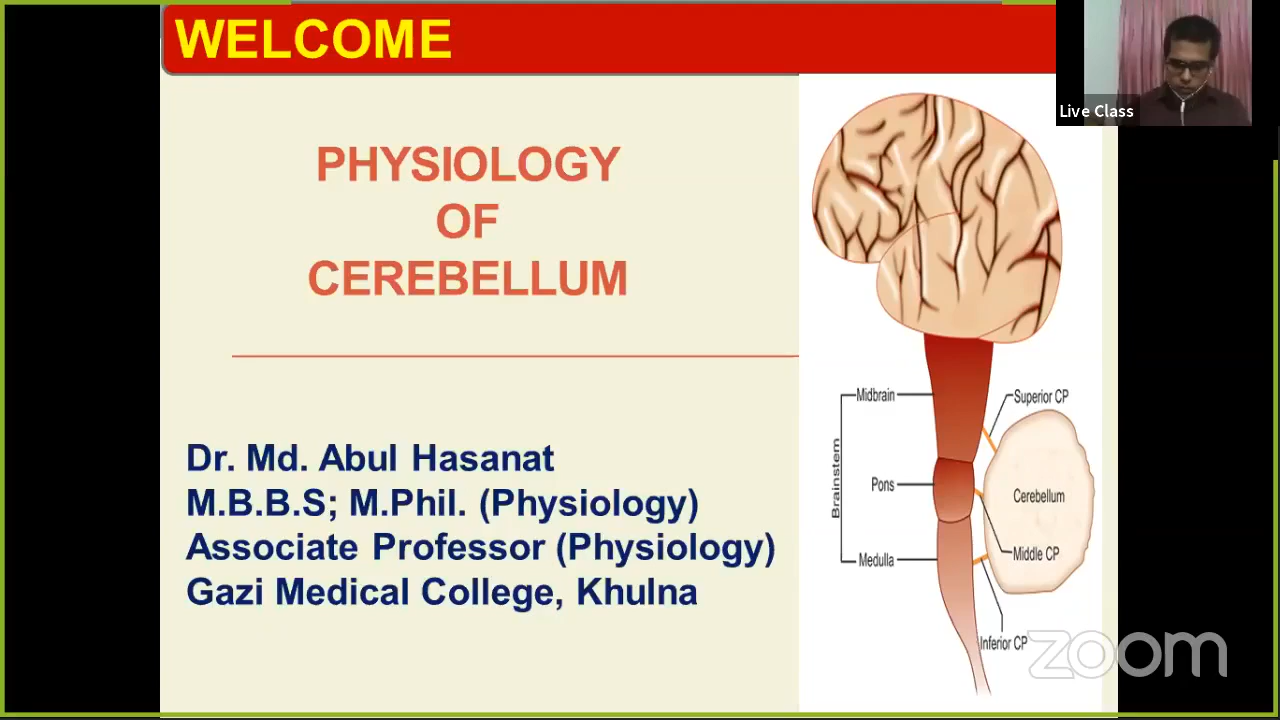 WELCOME
Live Class
PHYSIOLOGY
OF
CEREBELLUM
Dr. Md. Abul Hasanat
M.B.B.S; M.Phil. (Physiology)
Associate Professor (Physiology)
Gazi Medical College, Khulna
Midbrain
Superior CP
Brainstem
Pons
Cerebellum
Medulla
Middle CP
Inferior CP
zoom